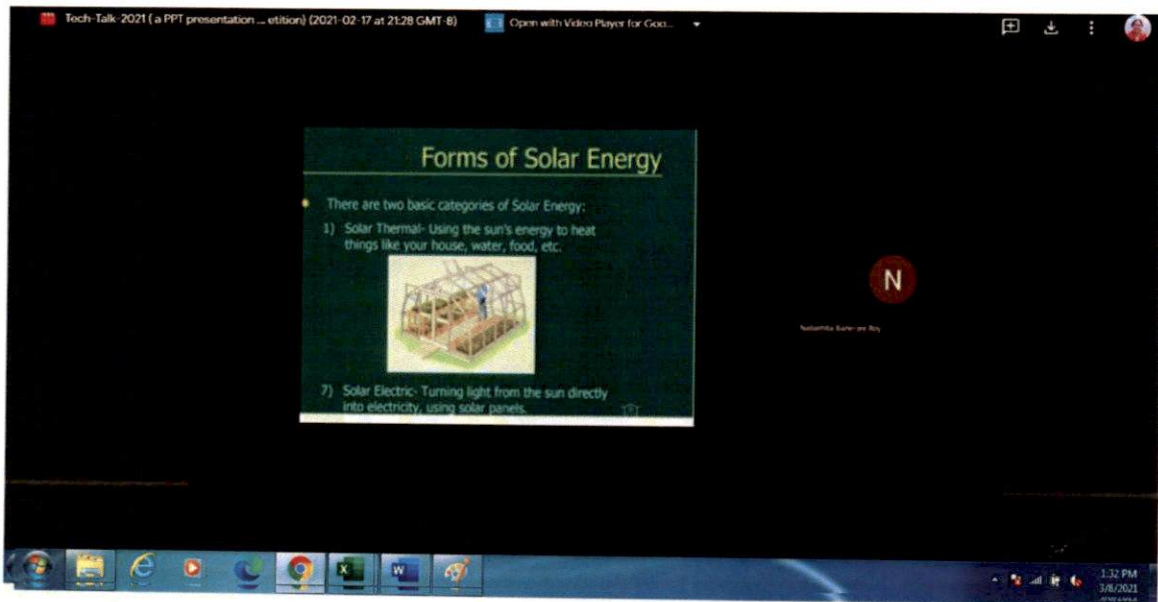 Tech-Talk-2021 ( a PPT presentation ... etition) (2021-02-17 at 21:28 GMT-8)
Open with Video Player for Goo...
Forms of Solar Energy
There are two basic categories of Solar Energy:
1) Solar Thermal- Using the sun's energy to heat
things like your house, water, food, etc.
N
Roy
7) Solar Electric- Turning light from the sun directly
into electricity, using solar panels.
X
W
1:32 PM
3/8/2021